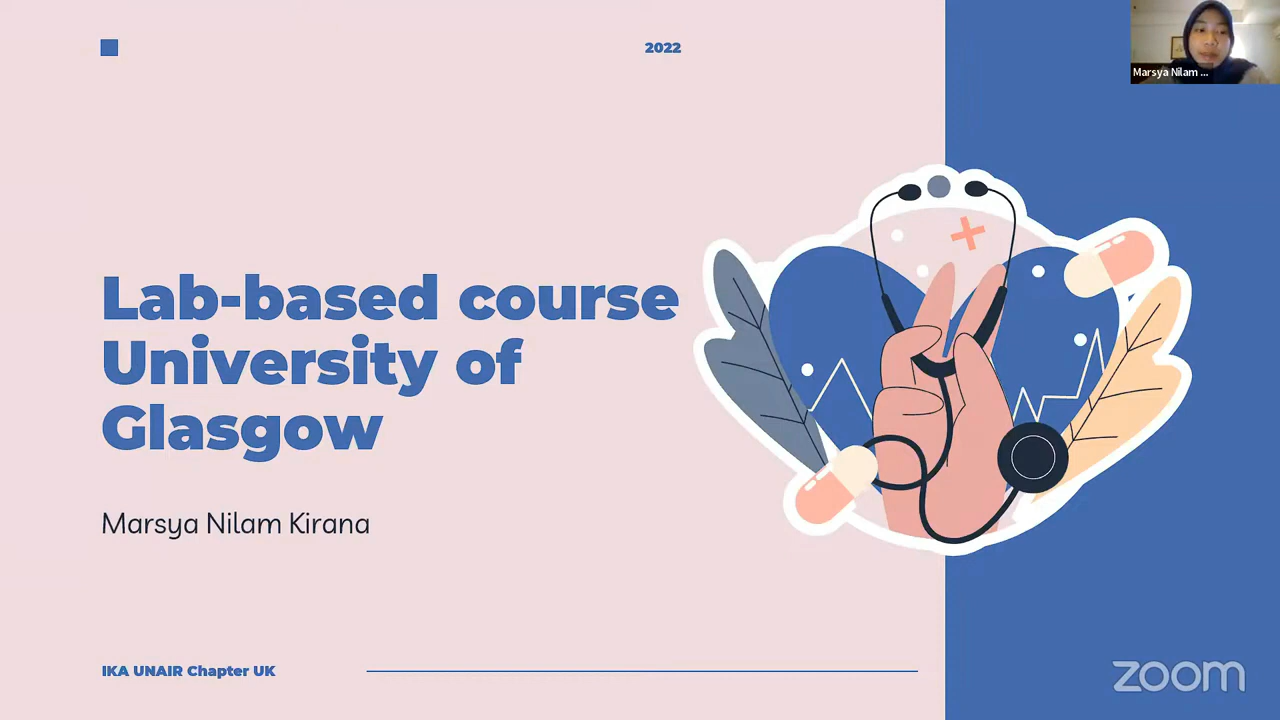 2022
Marsya Nilam ...
Lab-based course
University of
Glasgow
Marsya Nilam Kirana
IKA UNAIR Chapter UK
zoom